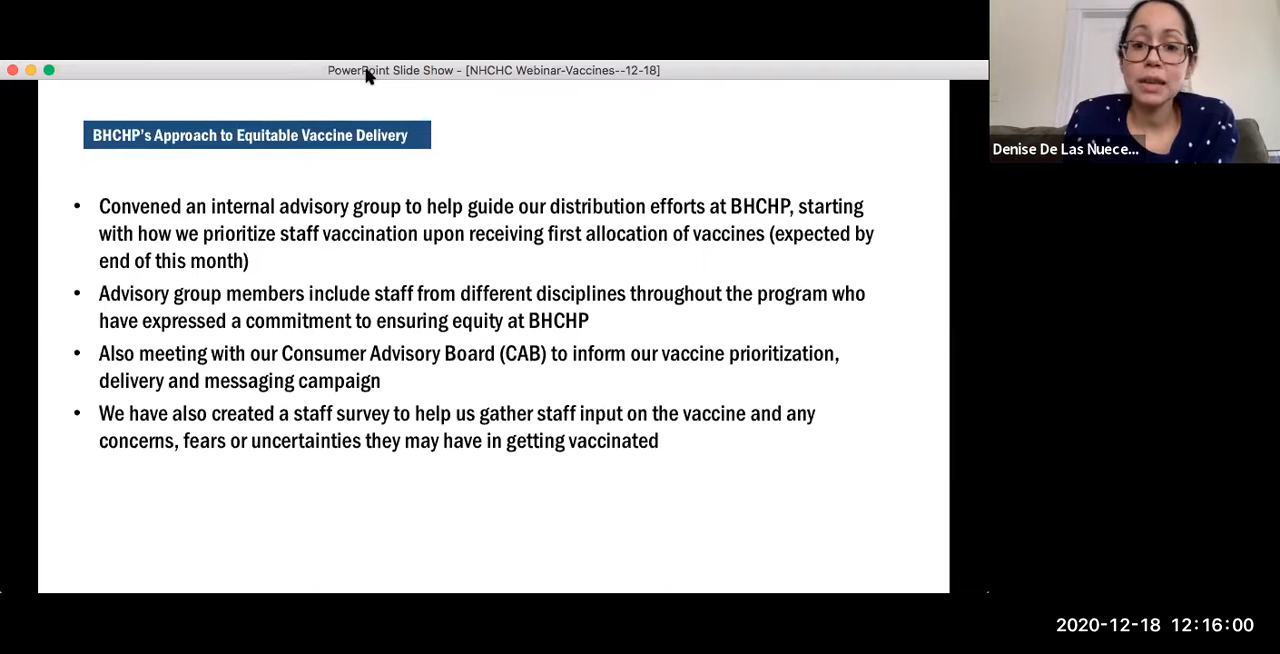 PowerPoint Slide Show - [NHCHC Webinar-Vaccines--12-18]
BHCHP's Approach to Equitable Vaccine Delivery
• Convened an internal advisory group to help guide our distribution efforts at BHCHP, starting
with how we prioritize staff vaccination upon receiving first allocation of vaccines (expected by
end of this month)
• Advisory group members include staff from different disciplines throughout the program who
have expressed a commitment to ensuring equity at BHCHP
• Also meeting with our Consumer Advisory Board (CAB) to inform our vaccine prioritization,
delivery and messaging campaign
• We have also created a staff survey to help us gather staff input on the vaccine and any
concerns, fears or uncertainties they may have in getting vaccinated
Denise De Las Nuece...
2020-12-18 12:16:00